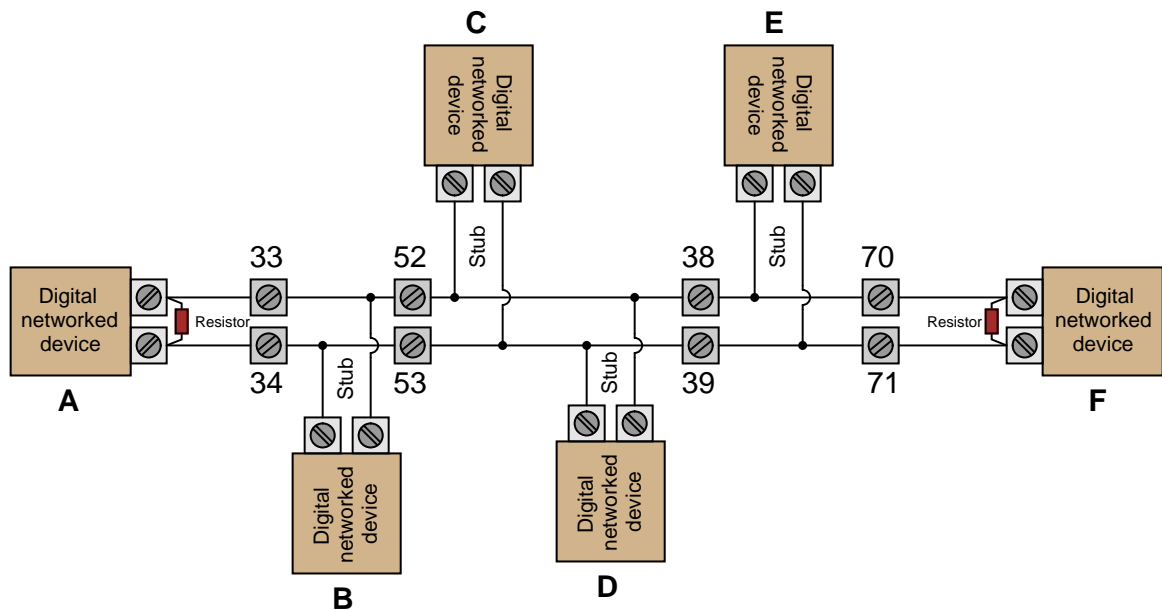 C
E
Digital
networked
device
Digital
networked
device
Stub
Stub
33
52
38
70
Digital
networked
device
Resistor
Resistor
Digital
networked
device
34
53
39
71
A
F
Stub
Stub
Digital
networked
device
Digital
networked
device
B
D